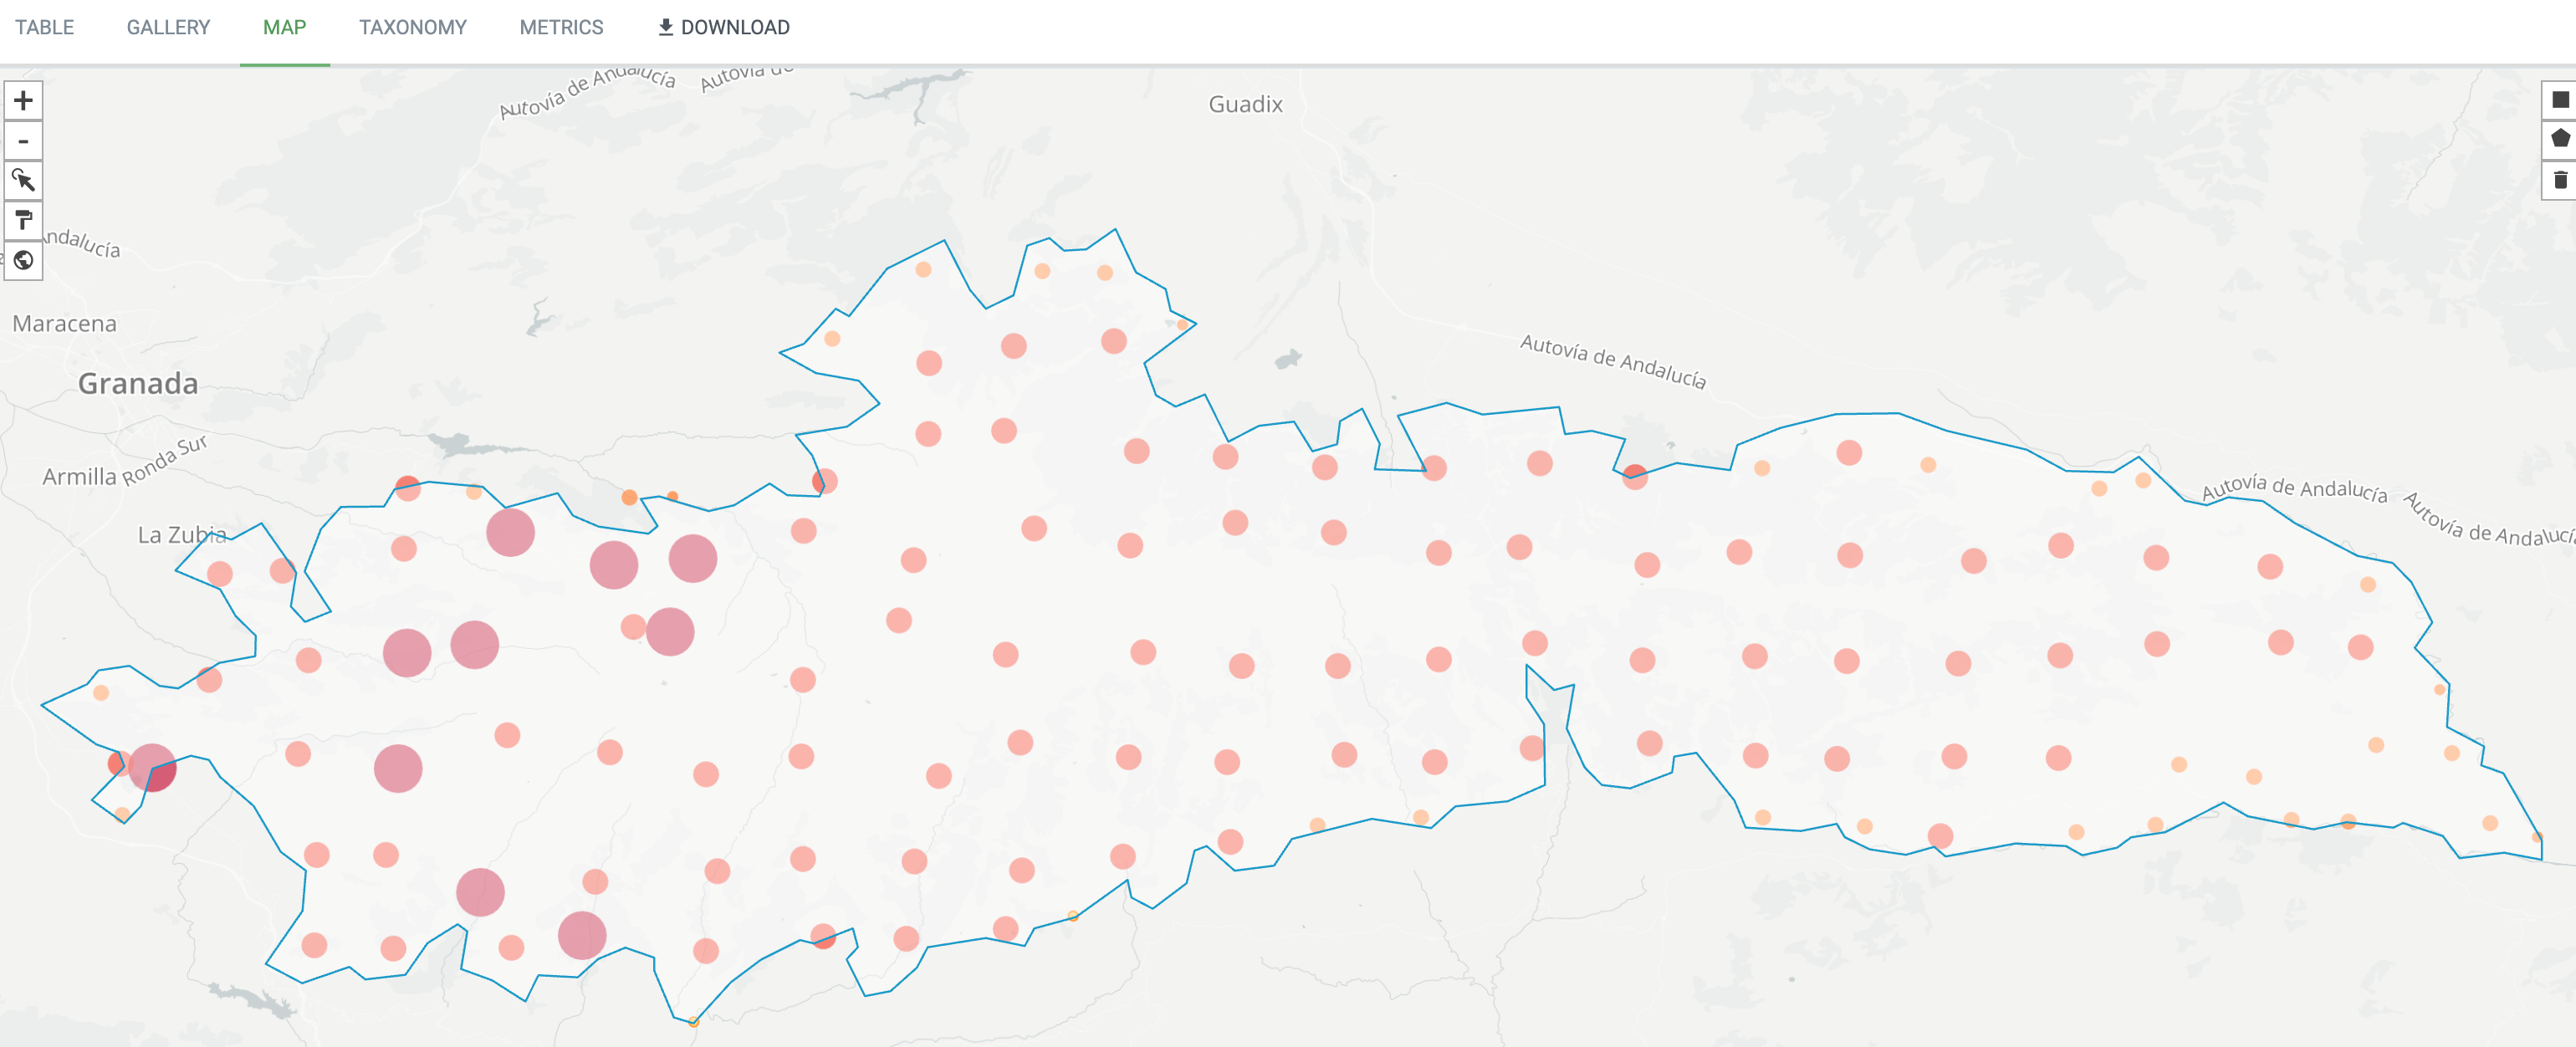 TABLE
GALLERY
MAP
TAXONOMY
METRICS
DOWNLOAD
+
-
Autovía de Andalucía
Autovía de
Guadix
ndalucía
Maracena
Granada
Autovía de Andalucía
Armilla
Ronda Sur
La Zubia
Autovía de Andalucía
Autovía de Andalucía